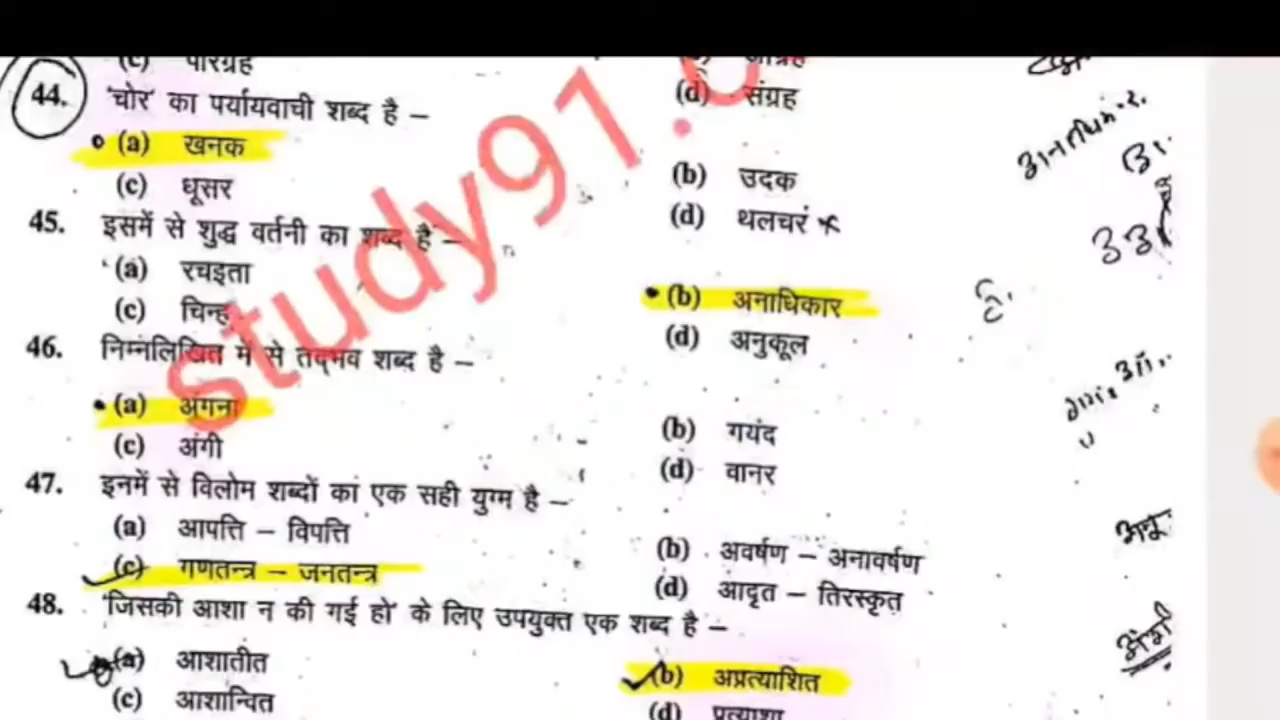 (c) परिग्रह
(d) संग्रह
44. 'चोर' का पर्यायवाची शब्द है –
(a) खनक
(b) उदक
(c) धूसर
(d) थलचर
45. इसमें से शुद्ध वर्तनी का शब्द है –
(a) रचइता
(b) अनाधिकार
(c) चिन्ह
(d) अनुकूल
46. निम्नलिखित में से तद्भव शब्द है –
(a) अंगना
(b) गयंद
(c) अंगी
(d) वानर
47. इनमें से विलोम शब्दों का एक सही युग्म है –
(a) आपत्ति – विपत्ति
(b) अवर्षण – अनावर्षण
(c) गणतन्त्र – जनतन्त्र
(d) आदृत – तिरस्कृत
48. 'जिसकी आशा न की गई हो' के लिए उपयुक्त एक शब्द है –
(a) आशातीत
(b) अप्रत्याशित
(c) आशान्वित
(d) प्रत्याशा
study91.